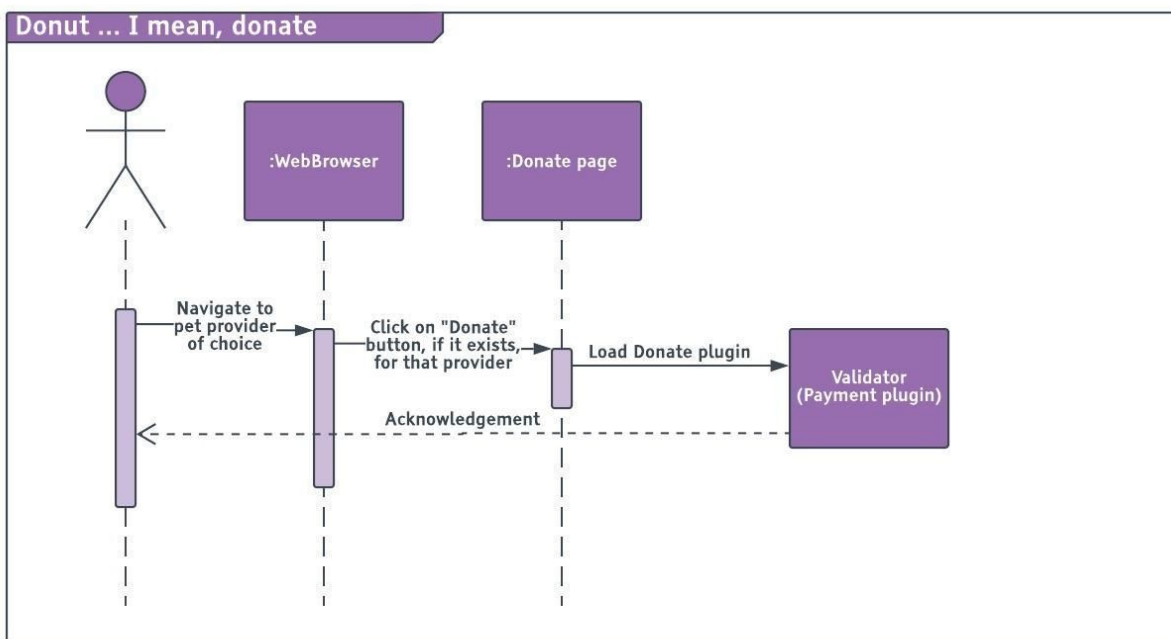 Donut ... I mean, donate
:WebBrowser
:Donate page
Navigate to
pet provider
of choice
Click on "Donate"
button, if it exists,
for that provider
Load Donate plugin
Validator
(Payment plugin)
Acknowledgement